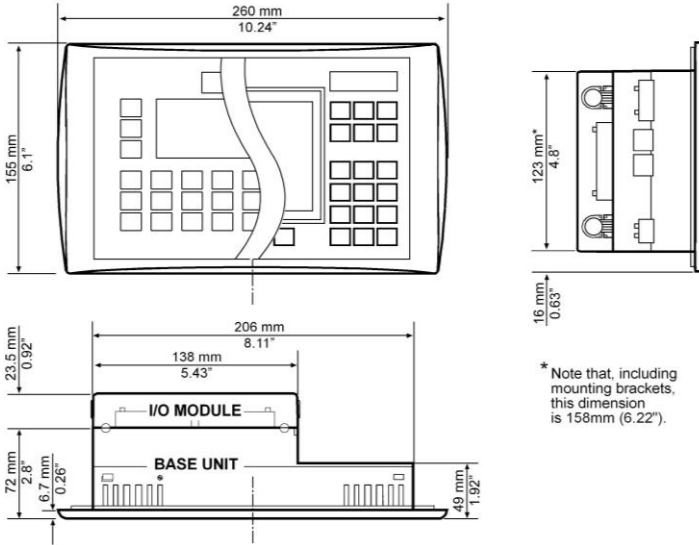 260 mm
10.24"
155 mm
6.1"
123 mm*
4.8"
16 mm
0.63"
206 mm
8.11"
138 mm
5.43"
23.5 mm
0.92"
I/O MODULE
BASE UNIT
72 mm
2.8"
6.7 mm
0.26"
49 mm
1.92"
* Note that, including
mounting brackets,
this dimension
is 158mm (6.22").